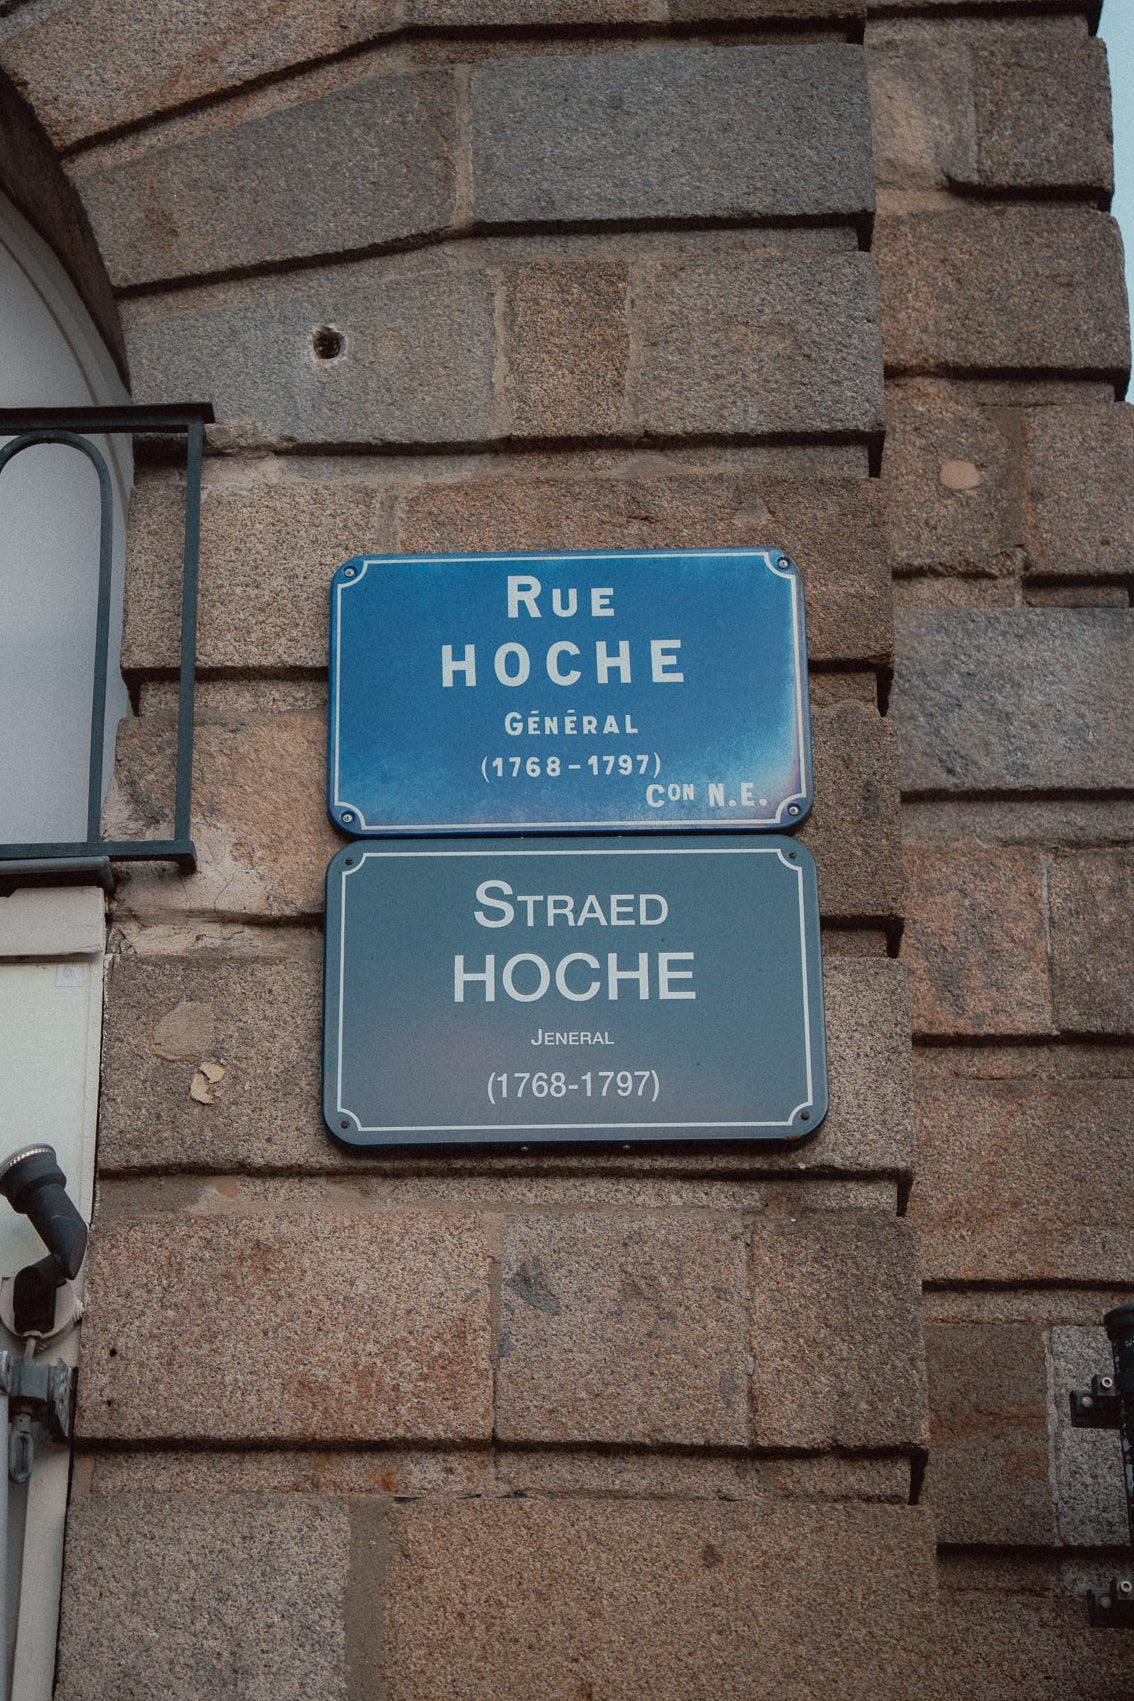 RUE
HOCHE
GÉNÉRAL
(1768-1797)
CON N.E.
STRAED
HOCHE
JENERAL
(1768-1797)